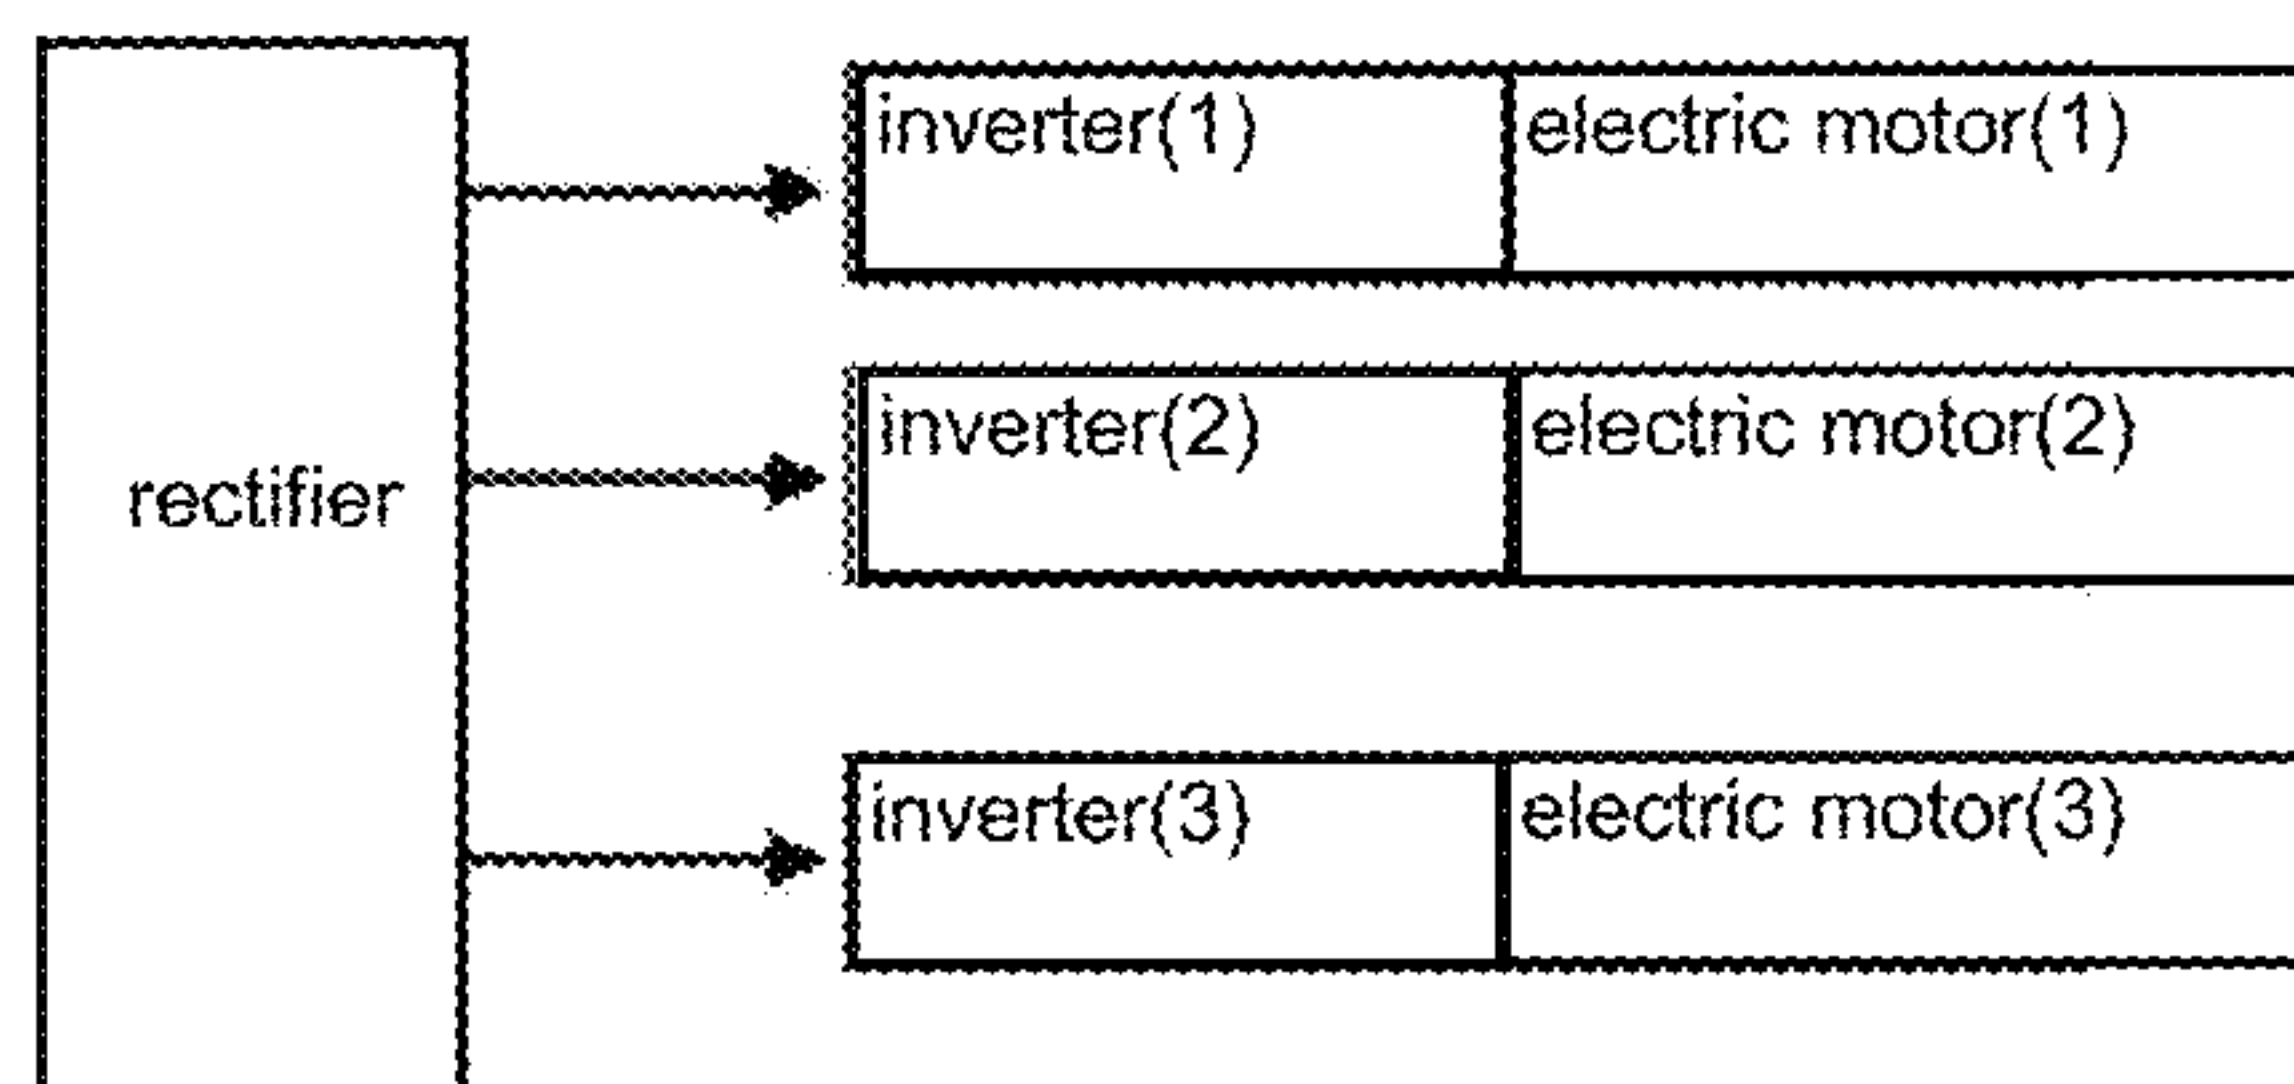 inverter(1) electric motor(1)
inverter(2) electric motor(2)
rectifier
inverter(3) electric motor(3)